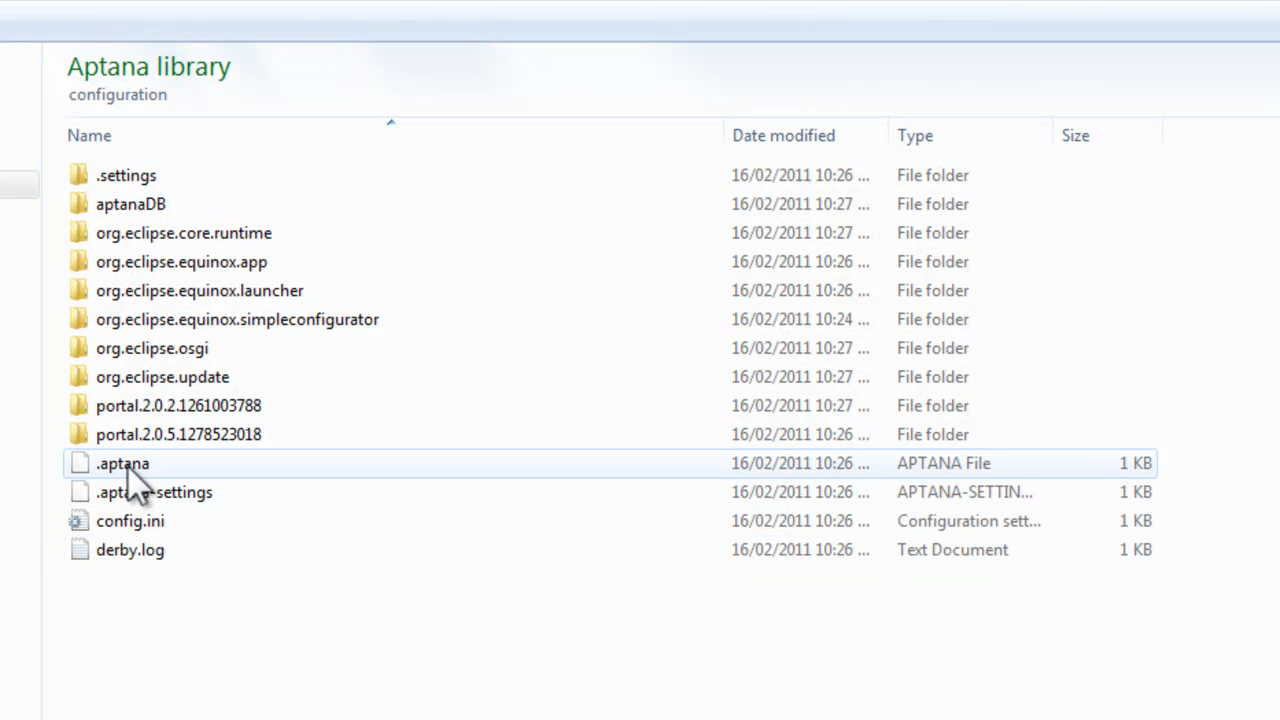 Aptana library
configuration
Name Date modified Type Size
.settings 16/02/2011 10:26 ... File folder
aptanaDB 16/02/2011 10:27 ... File folder
org.eclipse.core.runtime 16/02/2011 10:27 ... File folder
org.eclipse.equinox.app 16/02/2011 10:26 ... File folder
org.eclipse.equinox.launcher 16/02/2011 10:26 ... File folder
org.eclipse.equinox.simpleconfigurator 16/02/2011 10:24 ... File folder
org.eclipse.osgi 16/02/2011 10:27 ... File folder
org.eclipse.update 16/02/2011 10:27 ... File folder
portal.2.0.2.1261003788 16/02/2011 10:27 ... File folder
portal.2.0.5.1278523018 16/02/2011 10:26 ... File folder
.aptana 16/02/2011 10:26 ... APTANA File 1 KB
.aptana-settings 16/02/2011 10:26 ... APTANA-SETTIN... 1 KB
config.ini 16/02/2011 10:26 ... Configuration sett... 1 KB
derby.log 16/02/2011 10:26 ... Text Document 1 KB